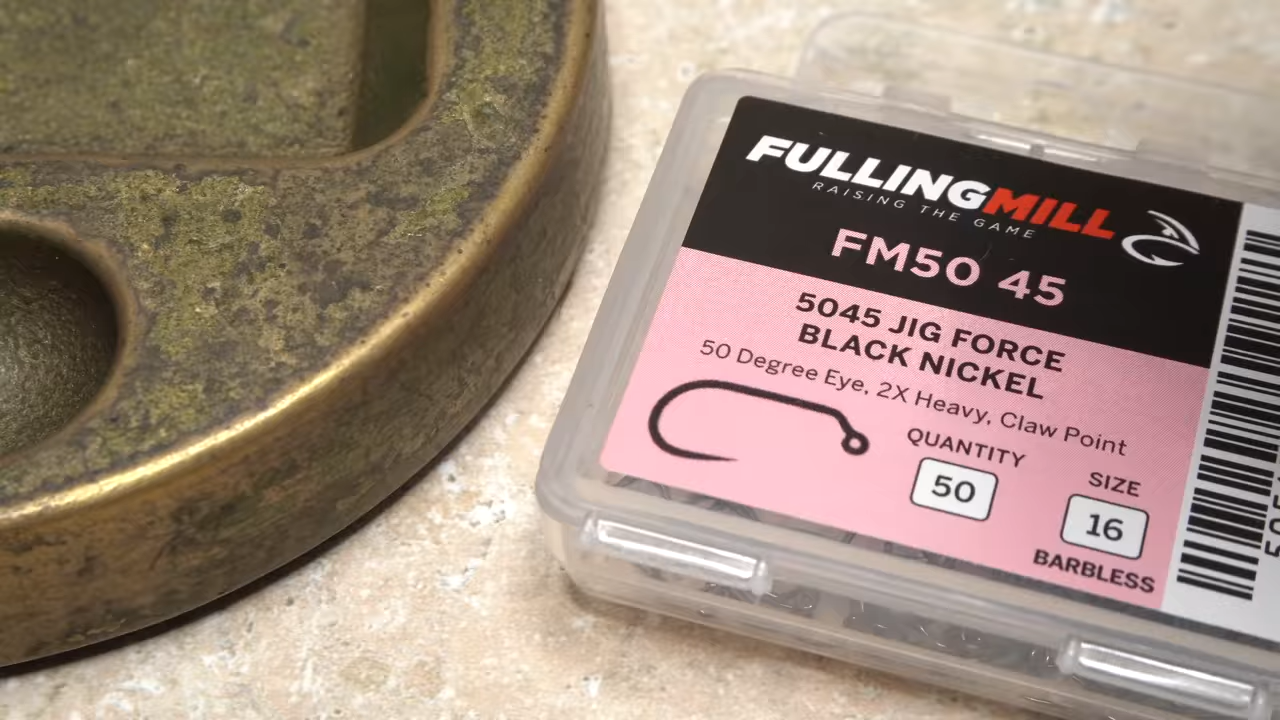 FULLINGMILL
RAISING THE GAME
FM50 45
5045 JIG FORCE
BLACK NICKEL
50 Degree Eye, 2X Heavy, Claw Point
QUANTITY
50
SIZE
16
BARBLESS